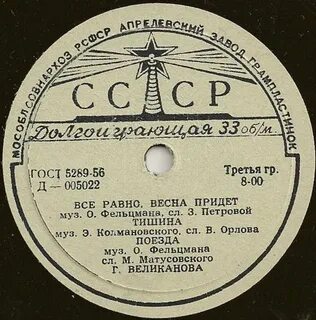 МОСОБЛСОВНАРХОЗ РСФСР АПРЕЛЕВСКИЙ ЗАВОД ГРАМПЛАСТИНОК
СССР
Долгоиграющая 33 об/м.
ГОСТ 5289-56
Д — 005022
Третья гр.
8-00
ВСЕ РАВНО, ВЕСНА ПРИДЕТ
муз. О. Фельцмана, сл. З. Петровой
ТИШИНА
муз. Э. Колмановского, сл. В. Орлова
ПОЕЗДА
муз. О. Фельцмана
сл. М. Матусовского
Г. ВЕЛИКАНОВА